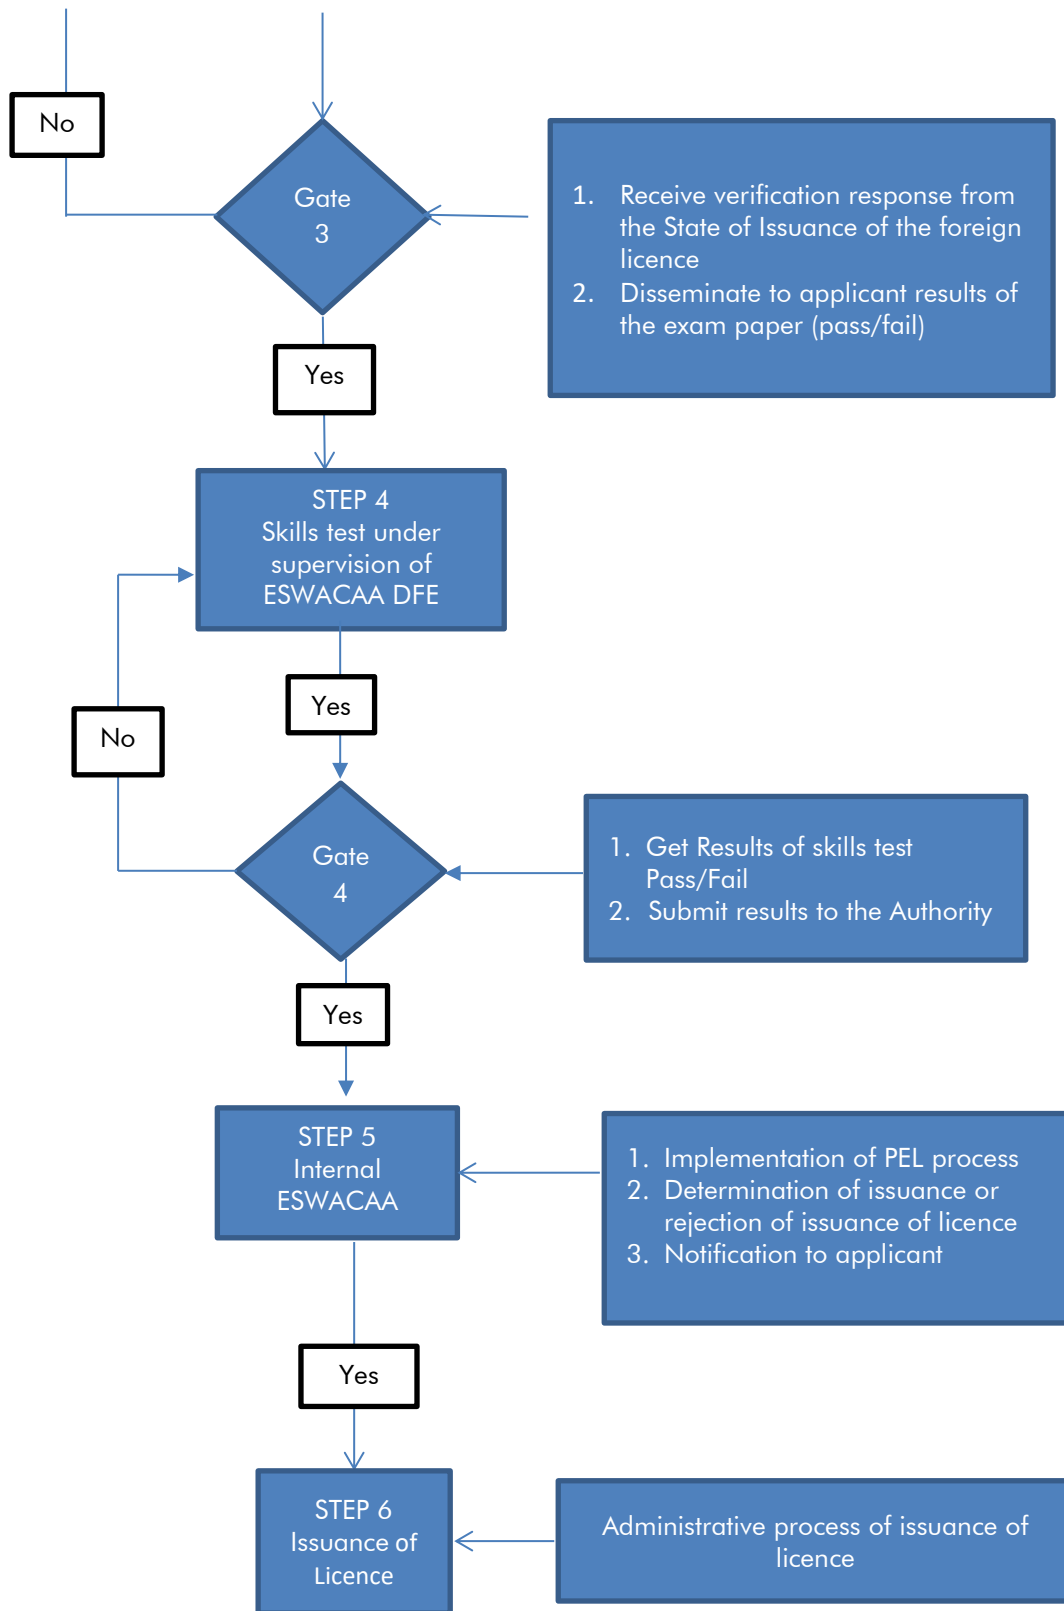 No
Gate
3
1. Receive verification response from
the State of Issuance of the foreign
licence
2. Disseminate to applicant results of
the exam paper (pass/fail)
Yes
STEP 4
Skills test under
supervision of
ESWACAA DFE
Yes
No
Gate
4
1. Get Results of skills test
Pass/Fail
2. Submit results to the Authority
Yes
STEP 5
Internal
ESWACAA
1. Implementation of PEL process
2. Determination of issuance or
rejection of issuance of licence
3. Notification to applicant
Yes
STEP 6
Issuance of
Licence
Administrative process of issuance of
licence